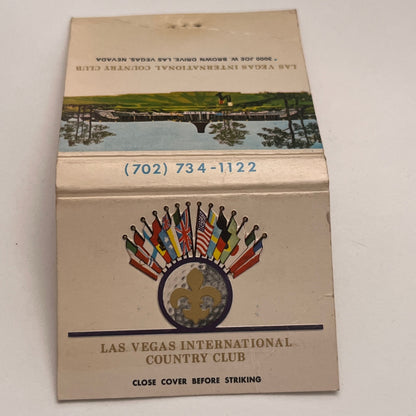 * 3000 JOE W. BROWN DRIVE, LAS VEGAS, NEVADA
LAS VEGAS INTERNATIONAL COUNTRY CLUB
(702) 734-1122
LAS VEGAS INTERNATIONAL
COUNTRY CLUB
CLOSE COVER BEFORE STRIKING